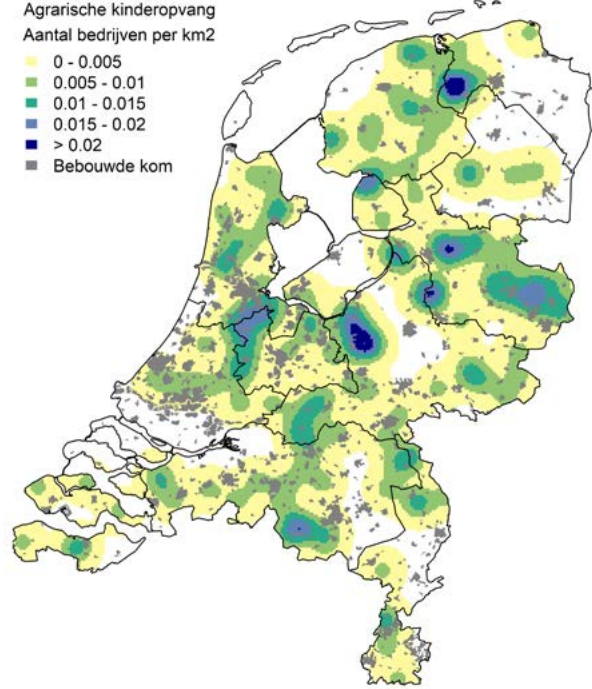 Agrarische kinderopvang
Aantal bedrijven per km2
0 - 0.005
0.005 - 0.01
0.01 - 0.015
0.015 - 0.02
> 0.02
Bebouwde kom